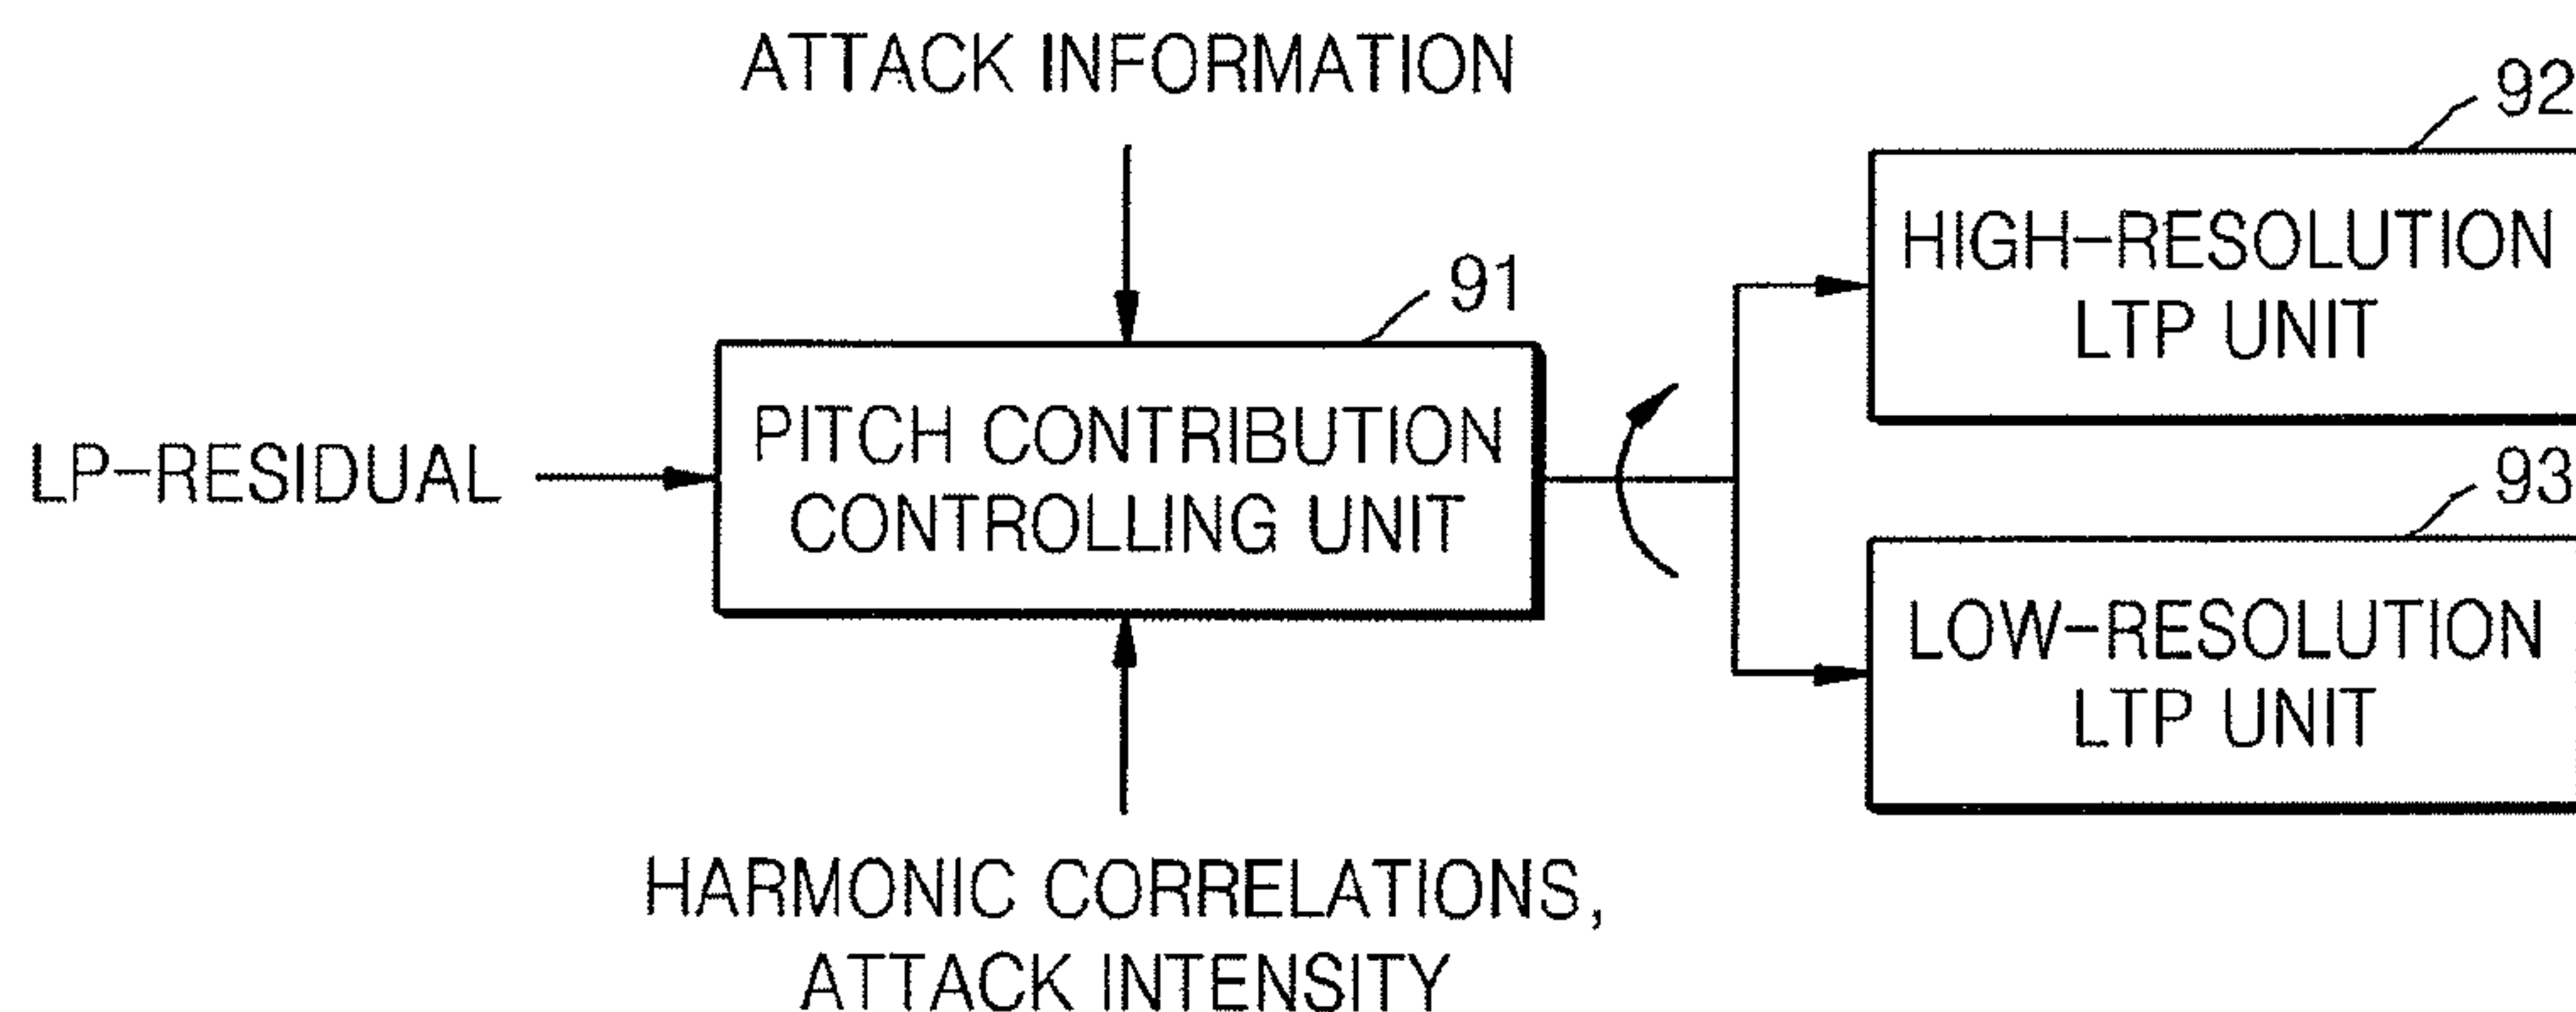 ATTACK INFORMATION
92
HIGH-RESOLUTION
LTP UNIT
91
PITCH CONTRIBUTION
CONTROLLING UNIT
LP-RESIDUAL
93
LOW-RESOLUTION
LTP UNIT
HARMONIC CORRELATIONS,
ATTACK INTENSITY